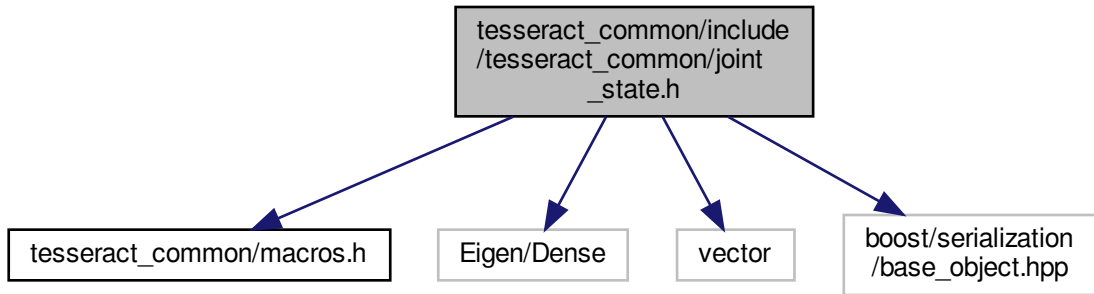 tesseract_common/include
/tesseract_common/joint
_state.h
tesseract_common/macros.h
Eigen/Dense
vector
boost/serialization
/base_object.hpp